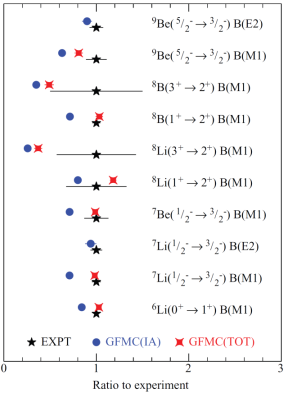 ⁹Be( ⁵/₂⁻ → ³/₂⁻) B(E2)
⁹Be( ⁵/₂⁻ → ³/₂⁻) B(M1)
⁸B(3⁺ → 2⁺) B(M1)
⁸B(1⁺ → 2⁺) B(M1)
⁸Li(3⁺ → 2⁺) B(M1)
⁸Li(1⁺ → 2⁺) B(M1)
⁷Be(¹/₂⁻ → ³/₂⁻) B(M1)
⁷Li(¹/₂⁻ → ³/₂⁻) B(E2)
⁷Li(¹/₂⁻ → ³/₂⁻) B(M1)
⁶Li(0⁺ → 1⁺) B(M1)
EXPT GFMC(IA) GFMC(TOT)
0 1 2 3
Ratio to experiment